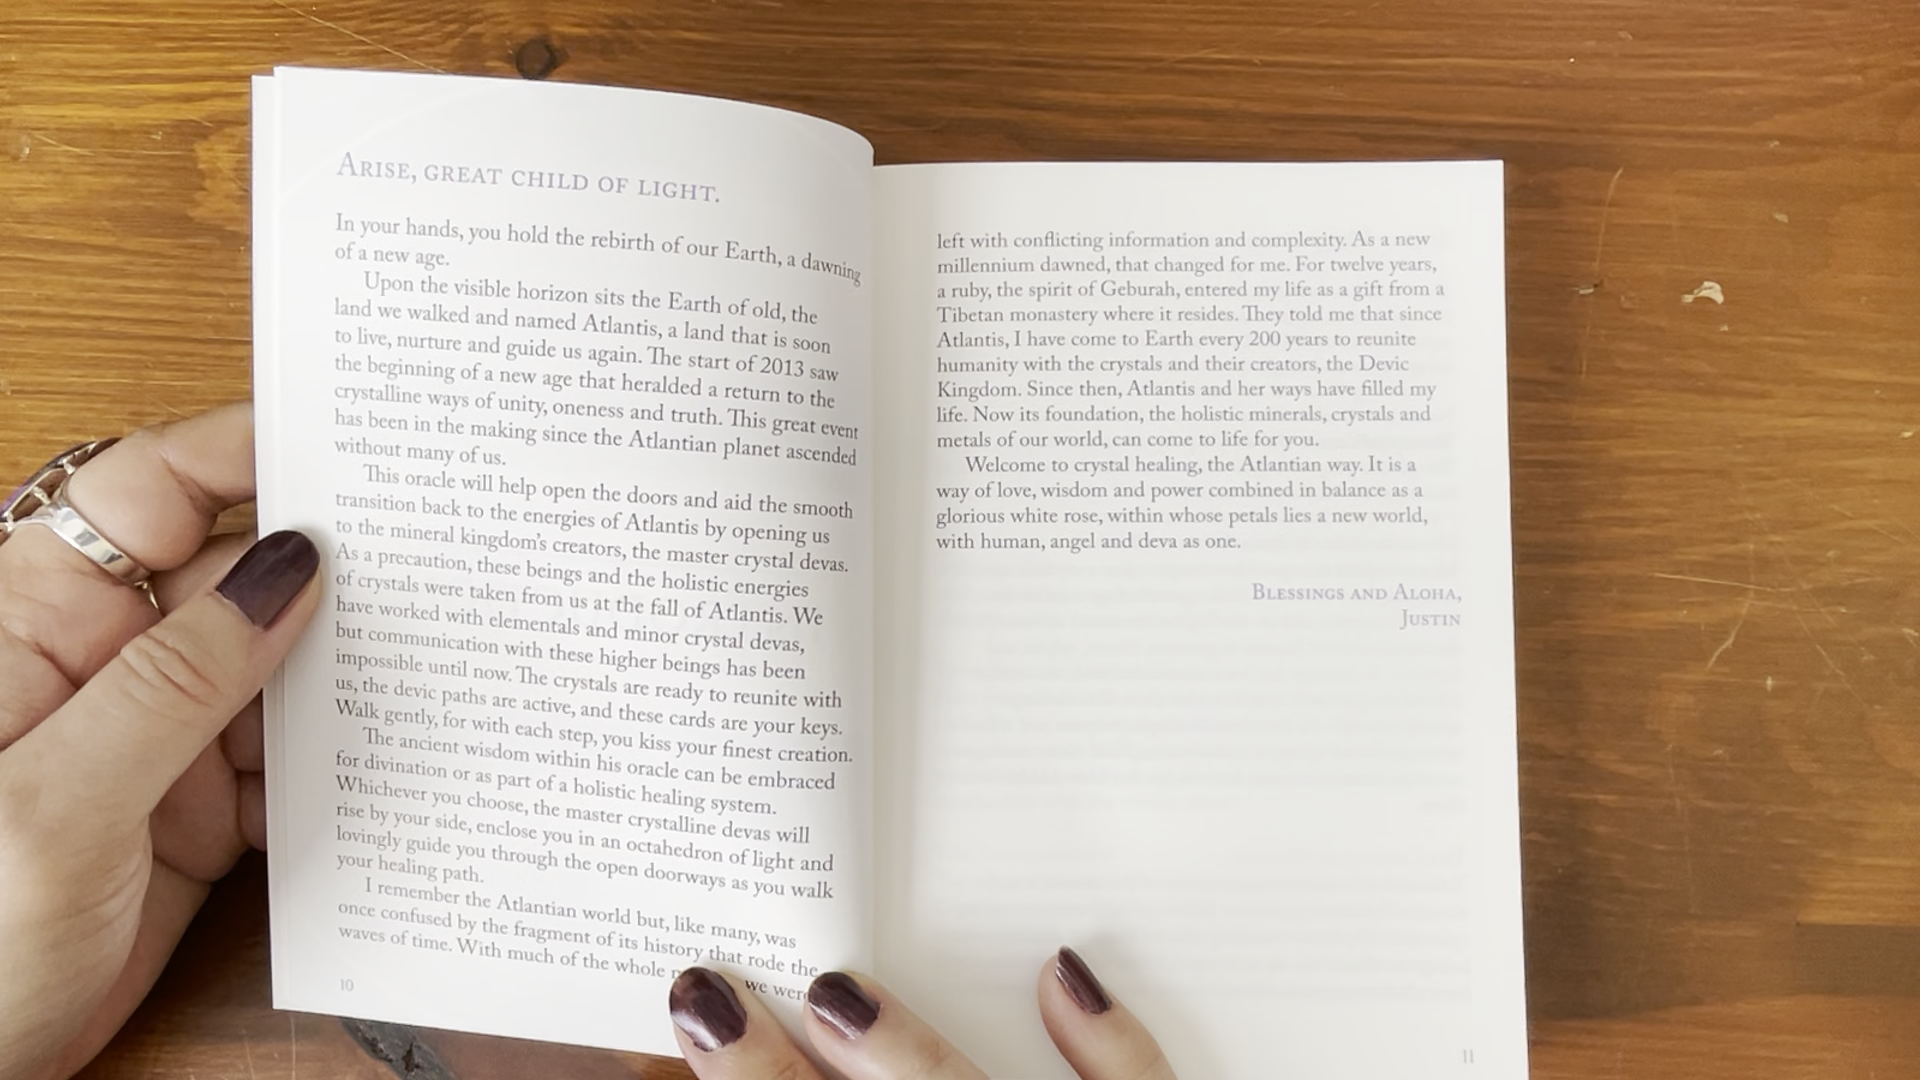 ARISE, GREAT CHILD OF LIGHT.
In your hands, you hold the rebirth of our Earth, a dawning
of a new age.
Upon the visible horizon sits the Earth of old, the
land we walked and named Atlantis, a land that is soon
to live, nurture and guide us again. The start of 2013 saw
the beginning of a new age that heralded a return to the
crystalline ways of unity, oneness and truth. This great event
has been in the making since the Atlantian planet ascended
without many of us.
This oracle will help open the doors and aid the smooth
transition back to the energies of Atlantis by opening us
to the mineral kingdom's creators, the master crystal devas.
As a precaution, these beings and the holistic energies
of crystals were taken from us at the fall of Atlantis. We
have worked with elementals and minor crystal devas,
but communication with these higher beings has been
impossible until now. The crystals are ready to reunite with
us, the devic paths are active, and these cards are your keys.
Walk gently, for with each step, you kiss your finest creation.
The ancient wisdom within his oracle can be embraced
for divination or as part of a holistic healing system.
Whichever you choose, the master crystalline devas will
rise by your side, enclose you in an octahedron of light and
lovingly guide you through the open doorways as you walk
your healing path.
I remember the Atlantian world but, like many, was
once confused by the fragment of its history that rode the
waves of time. With much of the whole we were
10
left with conflicting information and complexity. As a new
millennium dawned, that changed for me. For twelve years,
a ruby, the spirit of Geburah, entered my life as a gift from a
Tibetan monastery where it resides. They told me that since
Atlantis, I have come to Earth every 200 years to reunite
humanity with the crystals and their creators, the Devic
Kingdom. Since then, Atlantis and her ways have filled my
life. Now its foundation, the holistic minerals, crystals and
metals of our world, can come to life for you.
Welcome to crystal healing, the Atlantian way. It is a
way of love, wisdom and power combined in balance as a
glorious white rose, within whose petals lies a new world,
with human, angel and deva as one.
BLESSINGS AND ALOHA,
JUSTIN
11